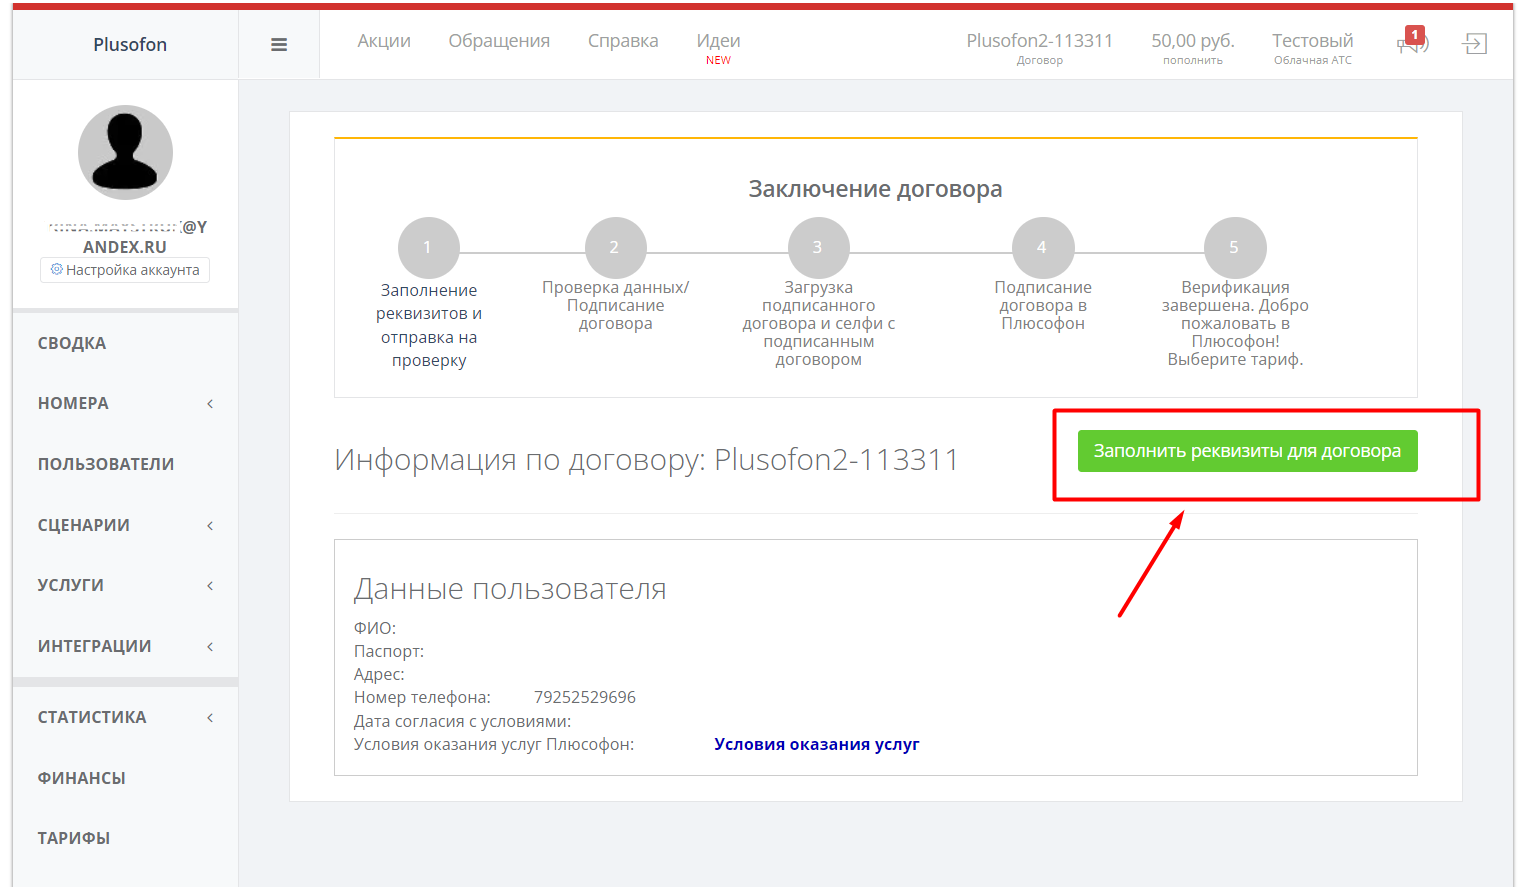 Plusofon
Акции
Обращения
Справка
Идеи
NEW
Plusofon2-113311
Договор
50,00 руб.
пополнить
Тестовый
Облачная АТС
1
@Y
ANDEX.RU
Настройка аккаунта
СВОДКА
НОМЕРА
ПОЛЬЗОВАТЕЛИ
СЦЕНАРИИ
УСЛУГИ
ИНТЕГРАЦИИ
СТАТИСТИКА
ФИНАНСЫ
ТАРИФЫ
Заключение договора
1
Заполнение
реквизитов и
отправка на
проверку
2
Проверка данных/
Подписание
договора
3
Загрузка
подписанного
договора и селфи с
подписанным
договором
4
Подписание
договора в
Плюсофон
5
Верификация
завершена. Добро
пожаловать в
Плюсофон!
Выберите тариф.
Информация по договору: Plusofon2-113311
Заполнить реквизиты для договора
Данные пользователя
ФИО:
Паспорт:
Адрес:
Номер телефона: 79252529696
Дата согласия с условиями:
Условия оказания услуг Плюсофон: Условия оказания услуг